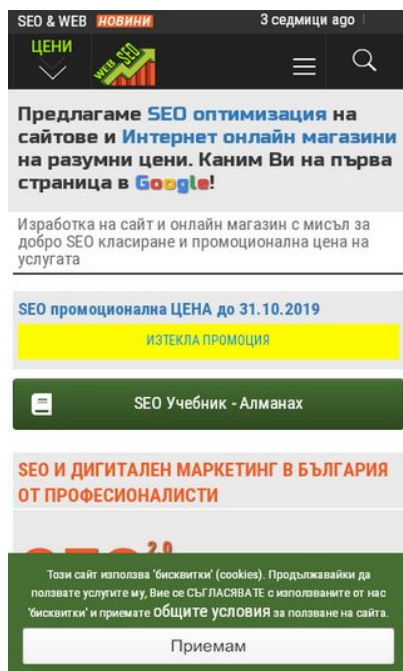 SEO & WEB НОВИНИ 3 седмици ago
ЦЕНИ
WEB SEO
Предлагаме SEO оптимизация на
сайтове и Интернет онлайн магазини
на разумни цени. Каним Ви на първа
страница в Google!
Изработка на сайт и онлайн магазин с мисъл за
добро SEO класиране и промоционална цена на
услугата
SEO промоционална ЦЕНА до 31.10.2019
ИЗТЕКЛА ПРОМОЦИЯ
SEO Учебник - Алманах
SEO И ДИГИТАЛЕН МАРКЕТИНГ В БЪЛГАРИЯ
ОТ ПРОФЕСИОНАЛИСТИ
2.0
Този сайт използва 'бисквитки' (cookies). Продължавайки да
ползвате услугите му, Вие се СЪГЛАСЯВАТЕ с използваните от нас
'бисквитки' и приемате общите условия за ползване на сайта.
Приемам